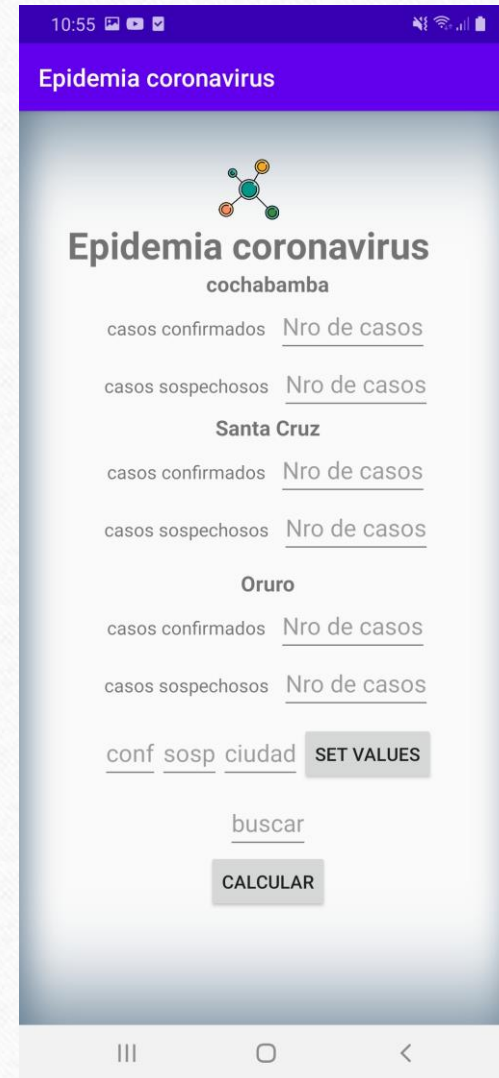 10:55
Epidemia coronavirus
Epidemia coronavirus
cochabamba
casos confirmados Nro de casos
casos sospechosos Nro de casos
Santa Cruz
casos confirmados Nro de casos
casos sospechosos Nro de casos
Oruro
casos confirmados Nro de casos
casos sospechosos Nro de casos
conf sosp ciudad SET VALUES
buscar
CALCULAR